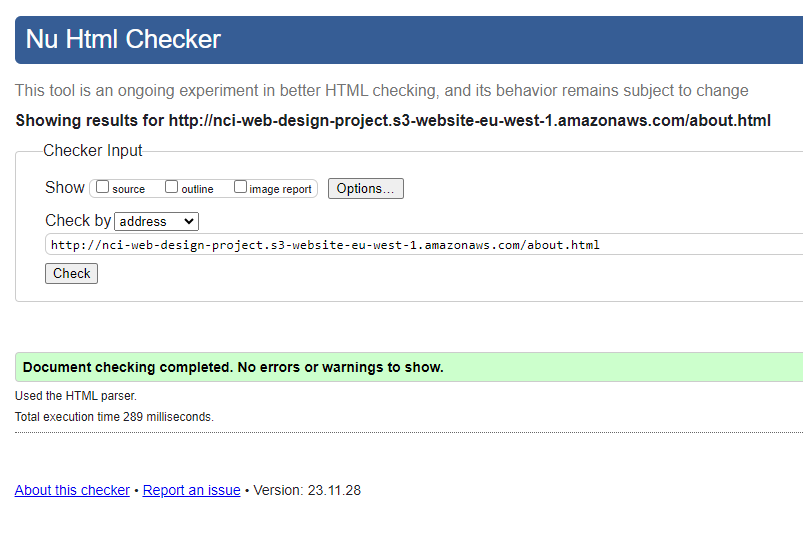 Nu Html Checker
This tool is an ongoing experiment in better HTML checking, and its behavior remains subject to change
Showing results for http://nci-web-design-project.s3-website-eu-west-1.amazonaws.com/about.html
Checker Input
Show source outline image report Options...
Check by address
http://nci-web-design-project.s3-website-eu-west-1.amazonaws.com/about.html
Check
Document checking completed. No errors or warnings to show.
Used the HTML parser.
Total execution time 289 milliseconds.
About this checker • Report an issue • Version: 23.11.28